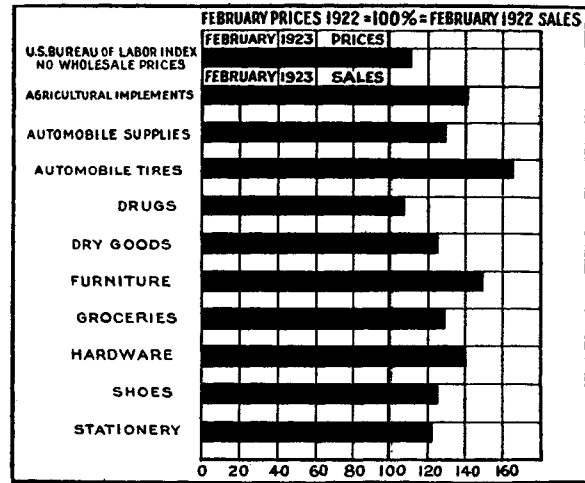 FEBRUARY PRICES 1922 = 100% = FEBRUARY 1922 SALES
FEBRUARY 1923 PRICES
U.S. BUREAU OF LABOR INDEX
NO WHOLESALE PRICES
FEBRUARY 1923 SALES
AGRICULTURAL IMPLEMENTS
AUTOMOBILE SUPPLIES
AUTOMOBILE TIRES
DRUGS
DRY GOODS
FURNITURE
GROCERIES
HARDWARE
SHOES
STATIONERY
0 20 40 60 80 100 120 140 160